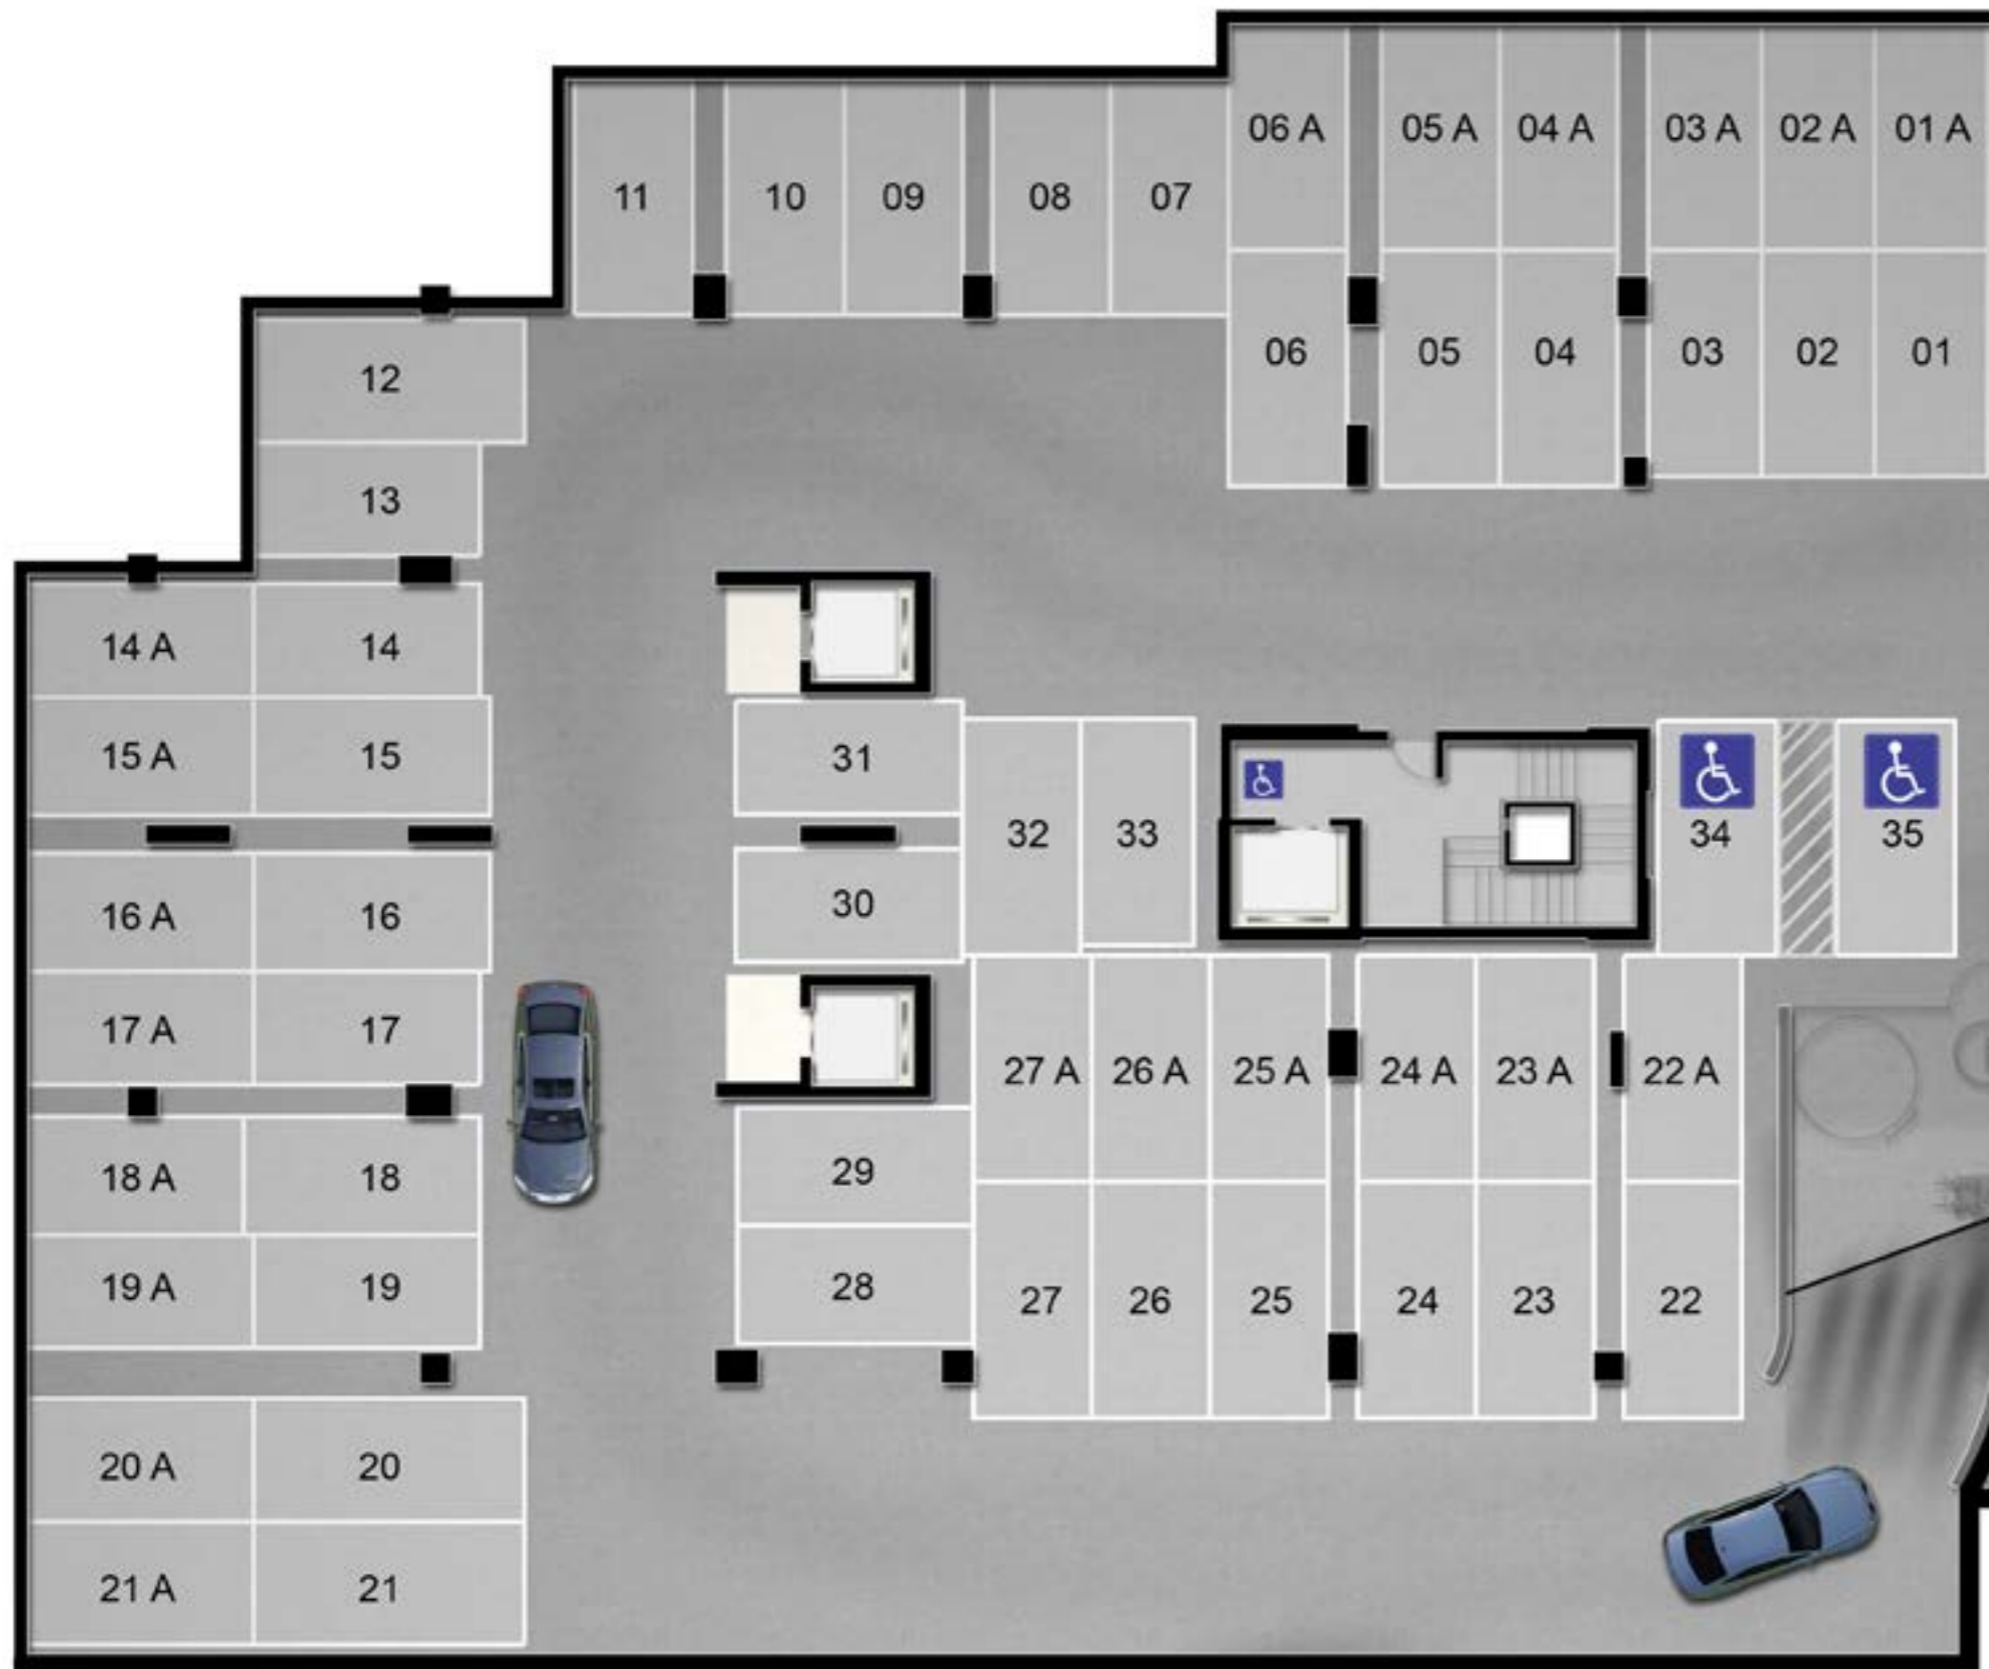 06 A 05 A 04 A 03 A 02 A 01 A
11 10 09 08 07
06 05 04 03 02 01
12
13
14 A 14
15 A 15 31
32 33 34 35
16 A 16 30
17 A 17
27 A 26 A 25 A 24 A 23 A 22 A
18 A 18 29
19 A 19 28
27 26 25 24 23 22
20 A 20
21 A 21